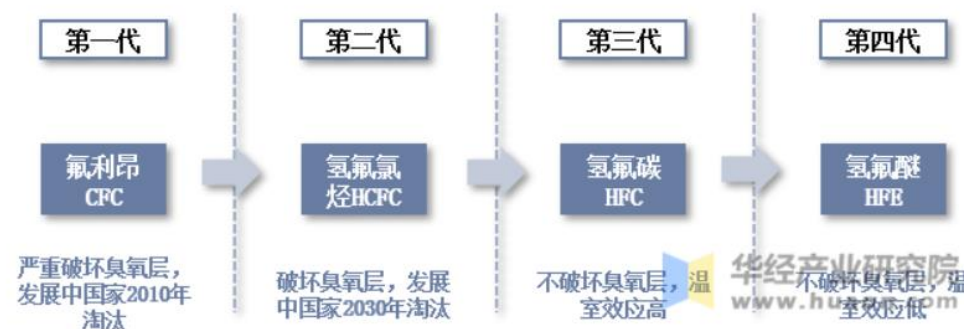 第一代
第二代
第三代
第四代
氟利昂
CFC
氢氟氯
烃HCFC
氢氟碳
HFC
氢氟醚
HFE
严重破坏臭氧层，
发展中国家2010年
淘汰
破坏臭氧层，发展
中国家2030年淘汰
不破坏臭氧层，温
室效应高
不破坏臭氧层，温
室效应低
华经产业研究院